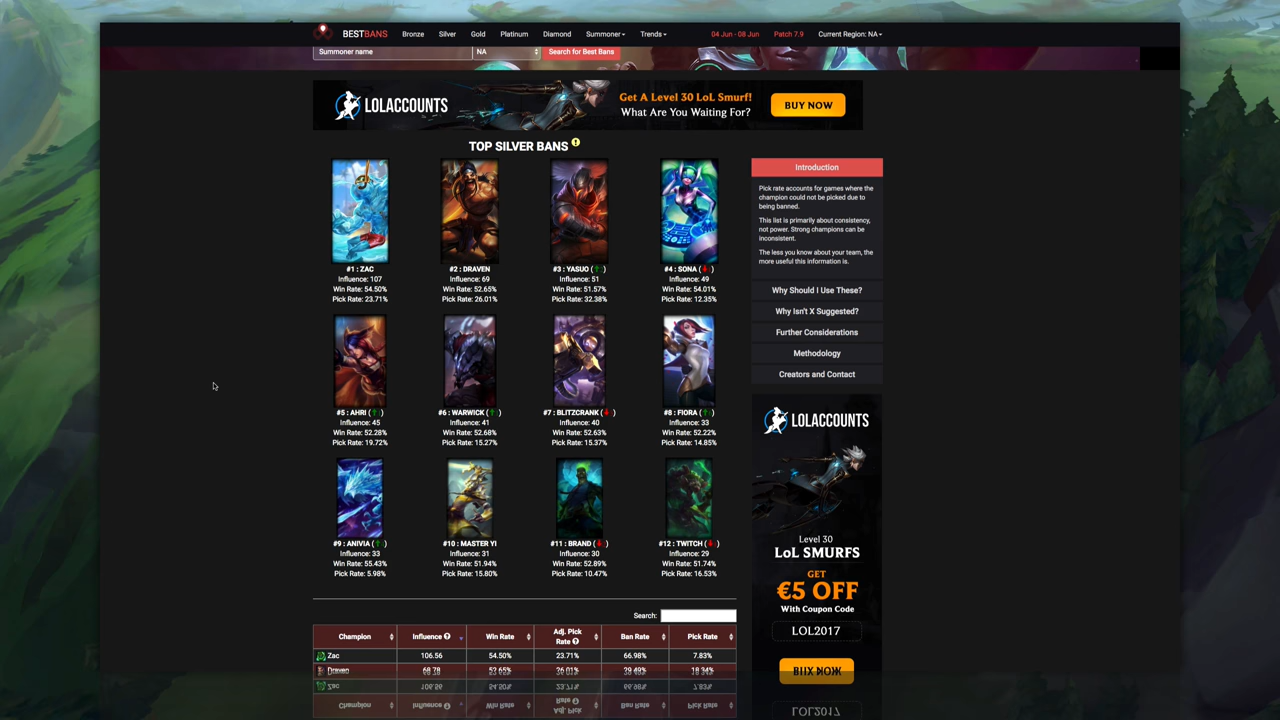 BESTBANS Bronze Silver Gold Platinum Diamond Summoner Trends 04 Jun - 08 Jun Patch 7.9 Current Region: NA
Summoner name NA Search for Best Bans
LOLACCOUNTS
Get A Level 30 LoL Smurf!
What Are You Waiting For?
BUY NOW
TOP SILVER BANS
#1 : ZAC
Influence: 107
Win Rate: 54.50%
Pick Rate: 23.71%
#2 : DRAVEN
Influence: 69
Win Rate: 52.65%
Pick Rate: 26.01%
#3 : YASUO ( )
Influence: 51
Win Rate: 51.57%
Pick Rate: 32.38%
#4 : SONA ( )
Influence: 49
Win Rate: 54.01%
Pick Rate: 12.35%
#5 : AHRI ( )
Influence: 45
Win Rate: 52.28%
Pick Rate: 19.72%
#6 : WARWICK ( )
Influence: 41
Win Rate: 52.68%
Pick Rate: 15.27%
#7 : BLITZCRANK ( )
Influence: 40
Win Rate: 52.63%
Pick Rate: 15.37%
#8 : FIORA ( )
Influence: 33
Win Rate: 52.22%
Pick Rate: 14.85%
#9 : ANIVIA ( )
Influence: 33
Win Rate: 55.43%
Pick Rate: 5.98%
#10 : MASTER YI
Influence: 31
Win Rate: 51.94%
Pick Rate: 15.80%
#11 : BRAND ( )
Influence: 30
Win Rate: 52.89%
Pick Rate: 10.47%
#12 : TWITCH ( )
Influence: 29
Win Rate: 51.74%
Pick Rate: 16.53%
Introduction
Pick rate accounts for games where the
champion could not be picked due to
being banned.
This list is primarily about consistency,
not power. Strong champions can be
inconsistent.
The less you know about your team, the
more useful this information is.
Why Should I Use These?
Why Isn't X Suggested?
Further Considerations
Methodology
Creators and Contact
LOLACCOUNTS
Level 30
LoL SMURFS
GET
€5 OFF
With Coupon Code
LOL2017
BUY NOW
Search:
Champion Influence Win Rate Adj. Pick Rate Ban Rate Pick Rate
Zac 106.56 54.50% 23.71% 66.98% 7.83%
Draven